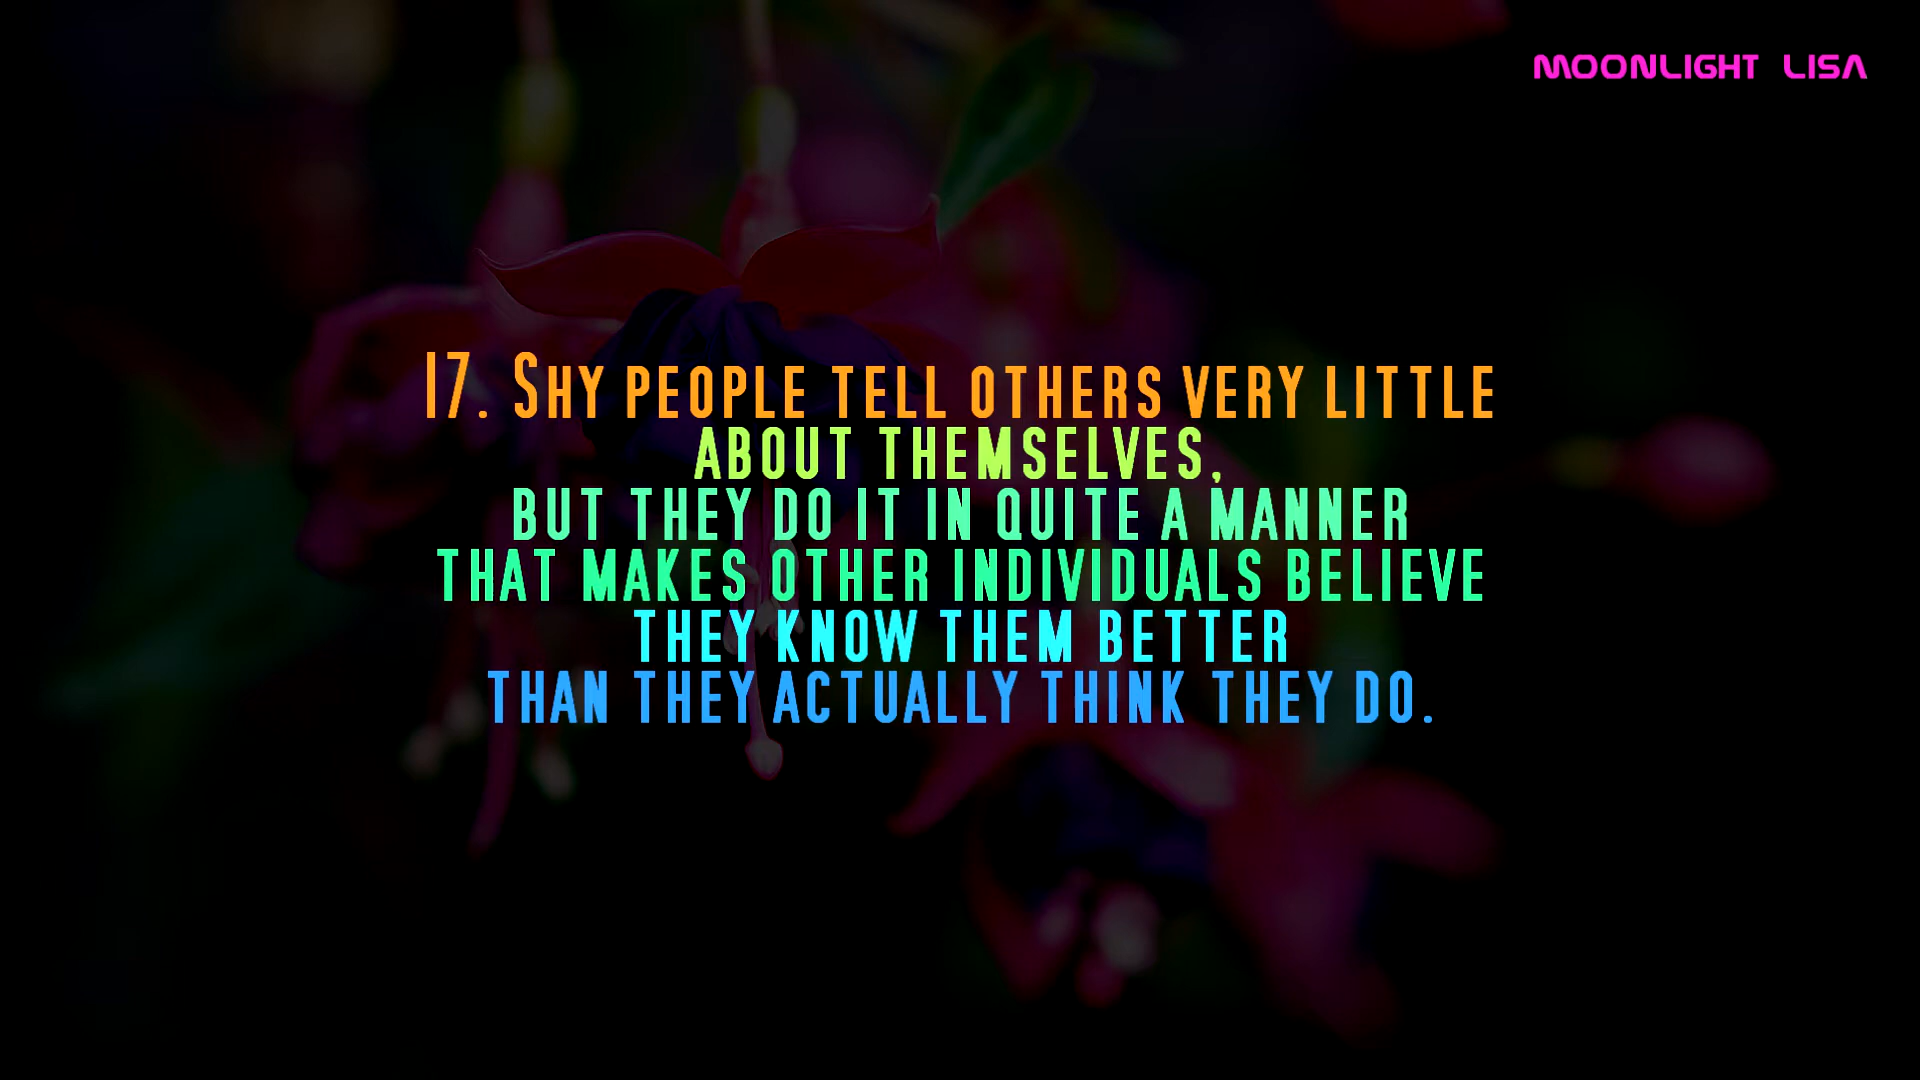 MOONLIGHT LISA
17. SHY PEOPLE TELL OTHERS VERY LITTLE
ABOUT THEMSELVES,
BUT THEY DO IT IN QUITE A MANNER
THAT MAKES OTHER INDIVIDUALS BELIEVE
THEY KNOW THEM BETTER
THAN THEY ACTUALLY THINK THEY DO.